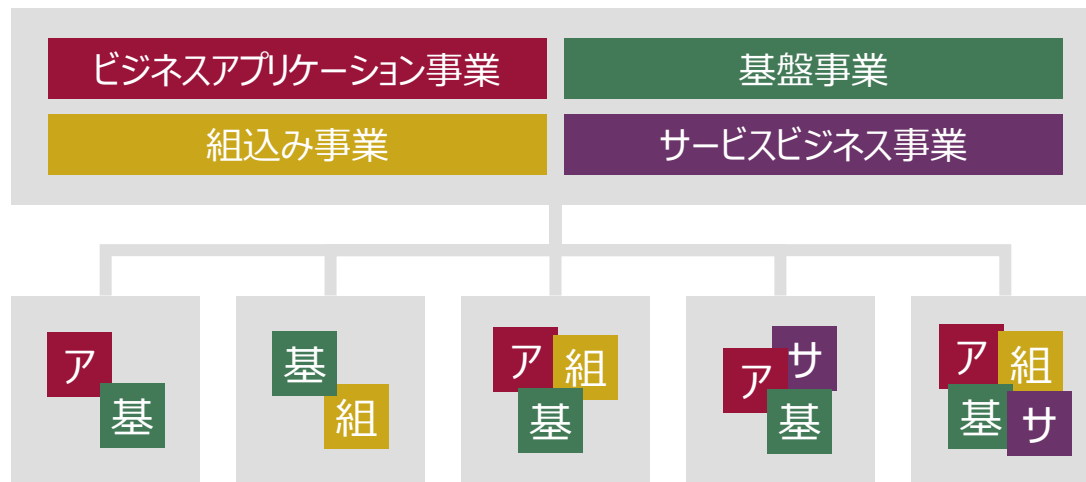 ビジネスアプリケーション事業
基盤事業
組込み事業
サービスビジネス事業
ア
基
基
組
ア
組
基
ア
サ
基
ア
組
基
サ